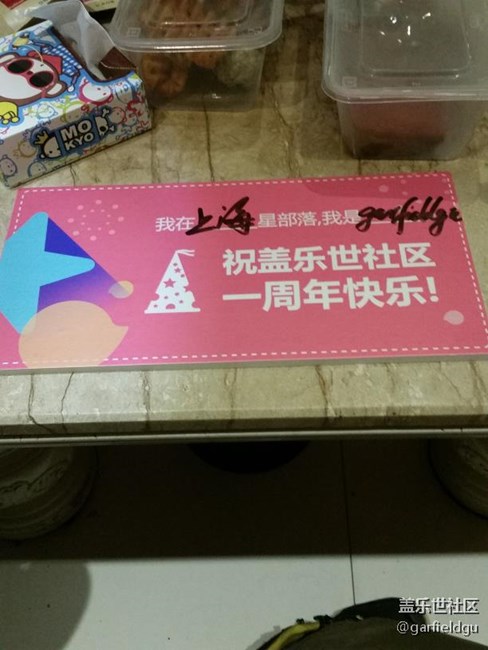 MO
KYO
我在上海星部落,我是garfieldgu
祝盖乐世社区
一周年快乐!
盖乐世社区
@garfieldgu